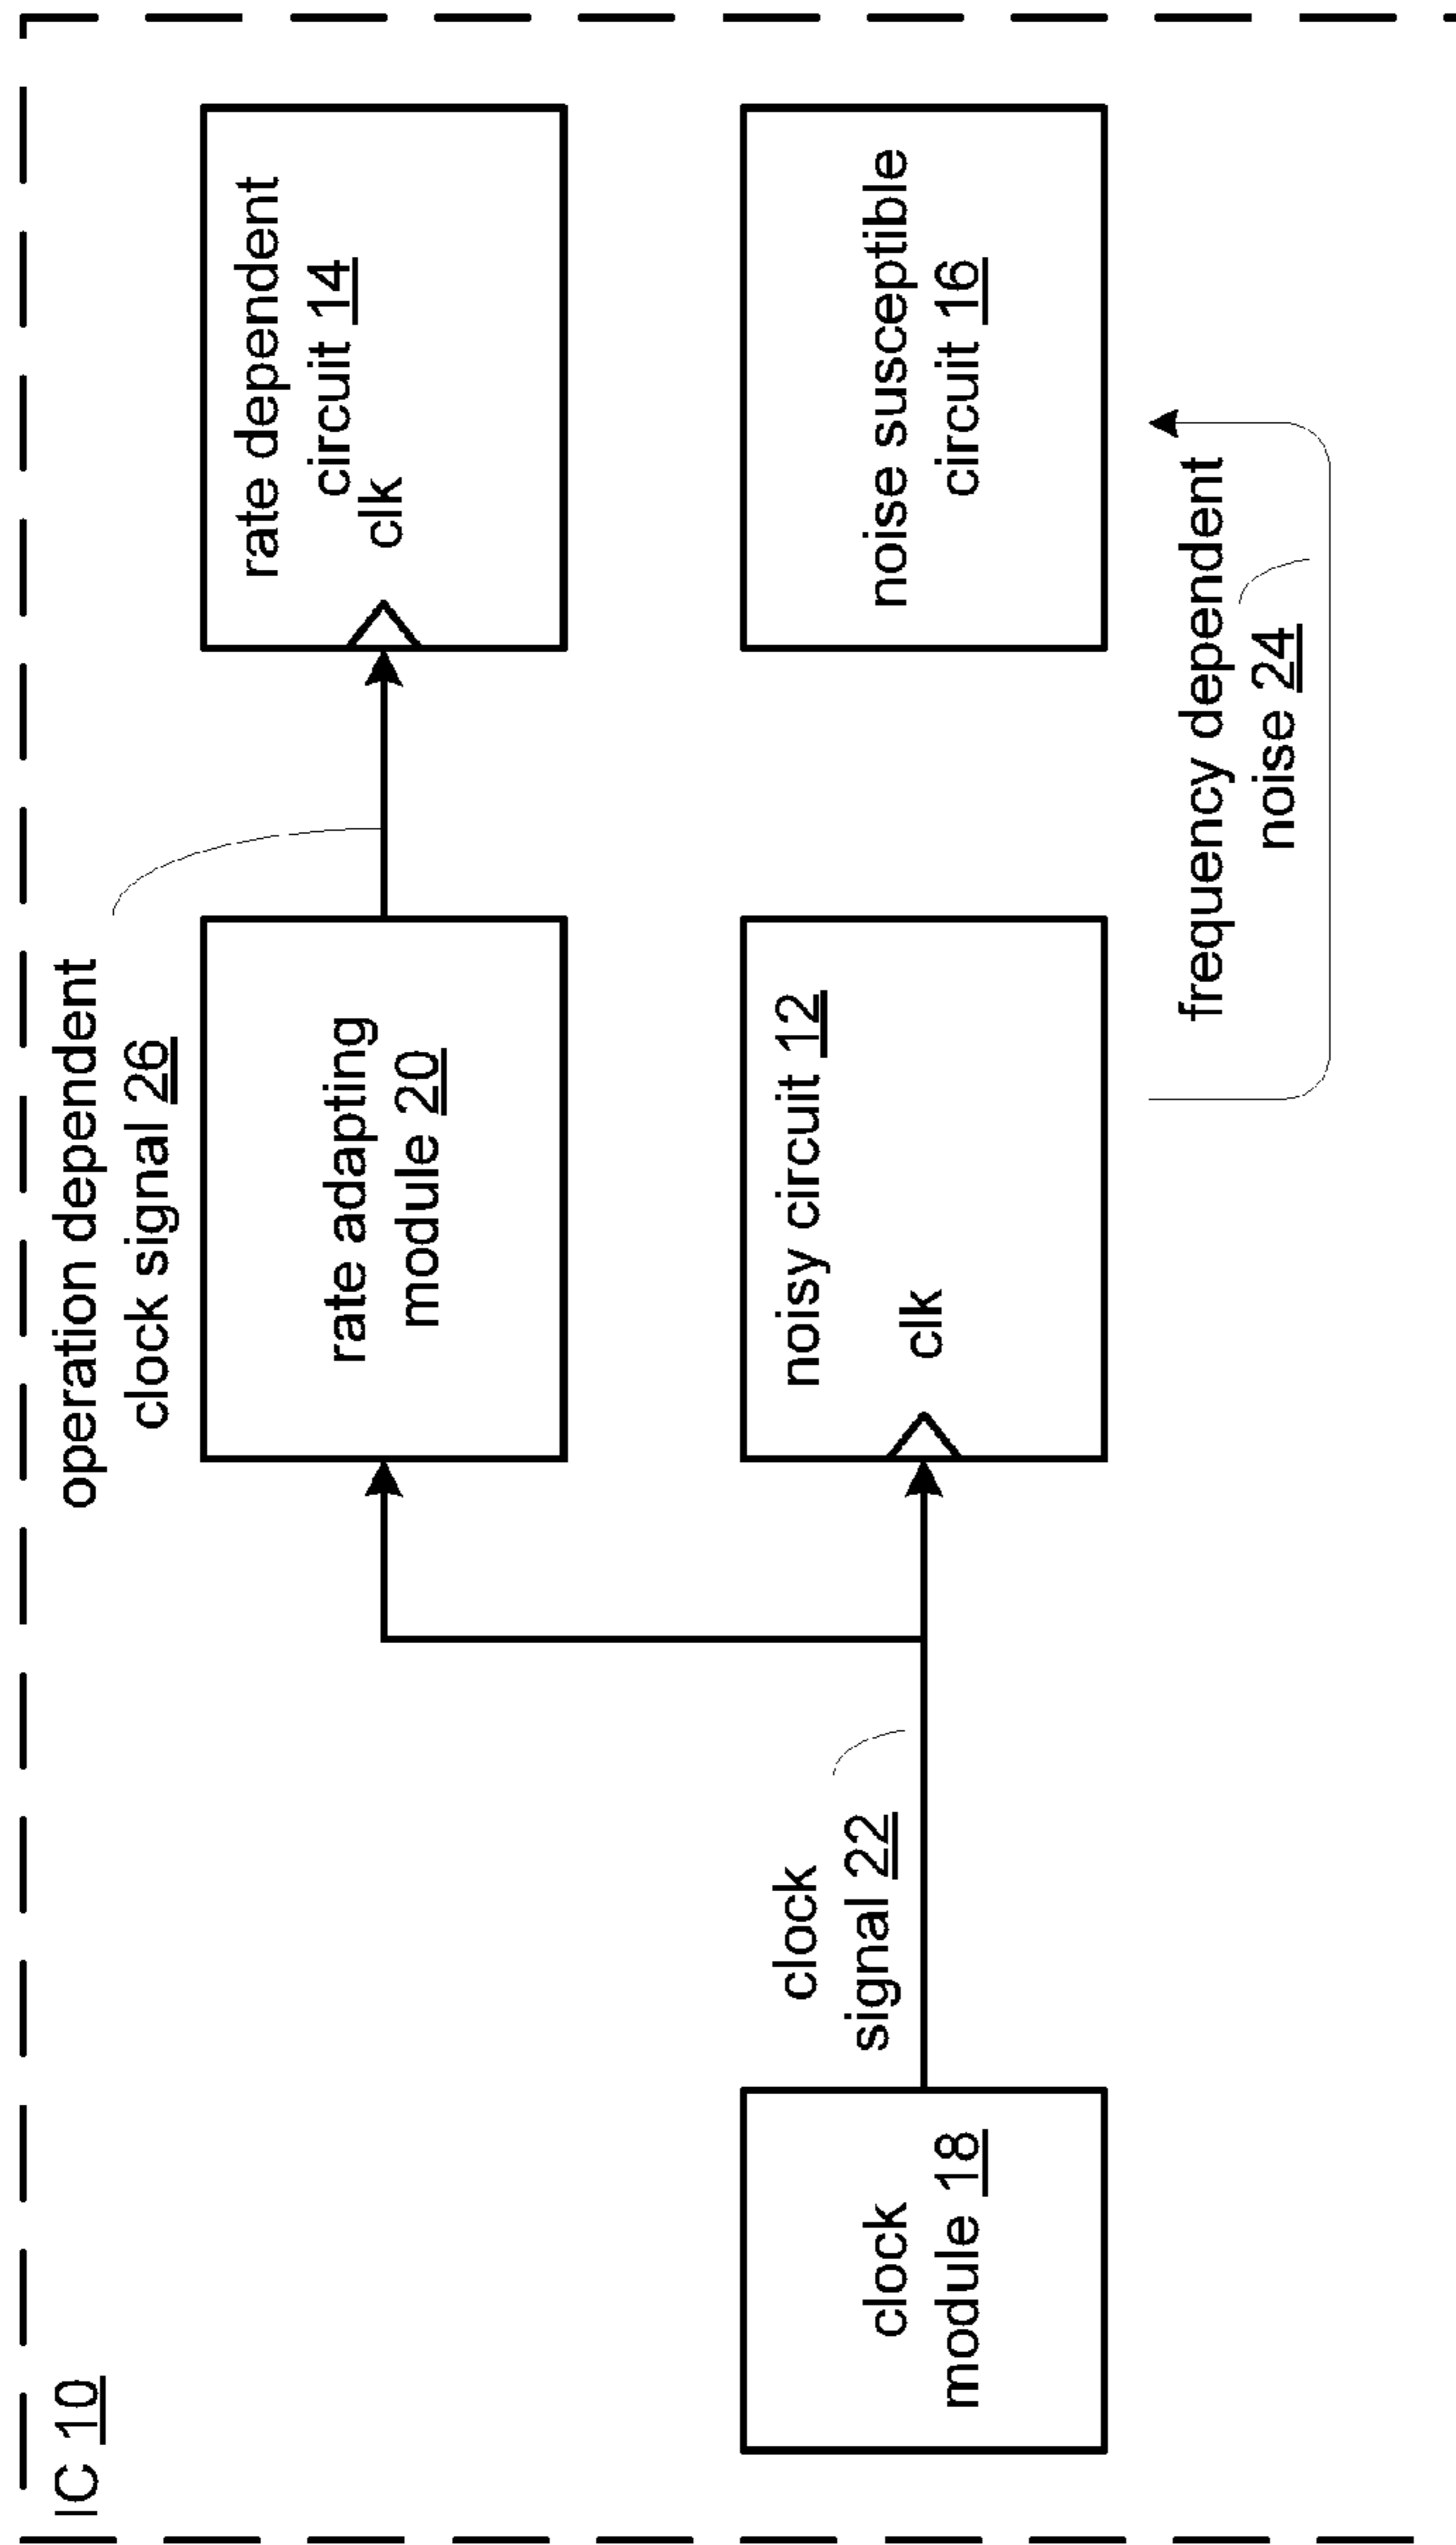 IC 10
operation dependent
clock signal 26
rate adapting
module 20
rate dependent
circuit 14
clk
clock
signal 22
clock
module 18
noisy circuit 12
clk
noise susceptible
circuit 16
frequency dependent
noise 24